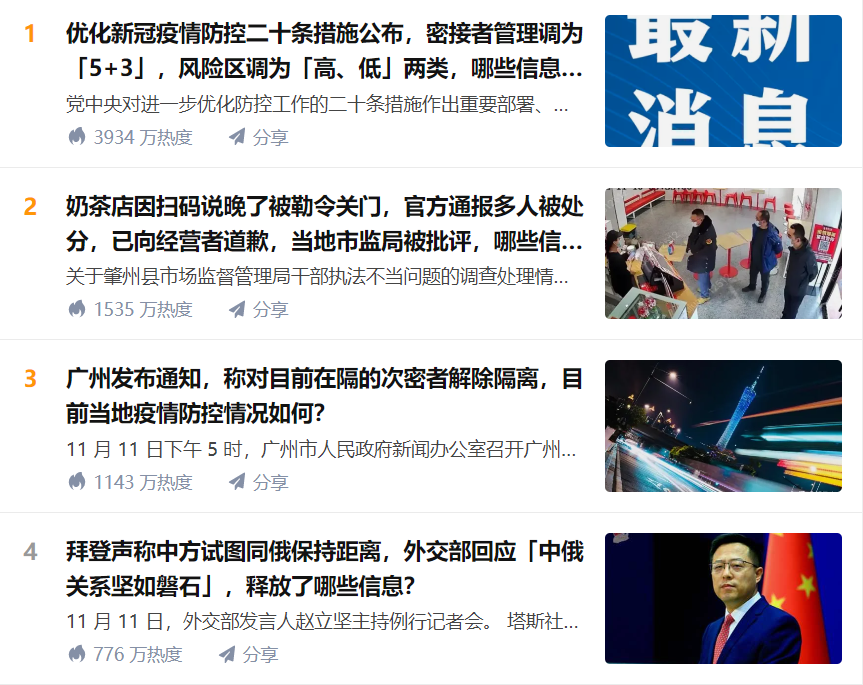 1
优化新冠疫情防控二十条措施公布，密接者管理调为
「5+3」，风险区调为「高、低」两类，哪些信息...
党中央对进一步优化防控工作的二十条措施作出重要部署、...
3934 万热度 分享
最新
消息
2
奶茶店因扫码说晚了被勒令关门，官方通报多人被处
分，已向经营者道歉，当地市监局被批评，哪些信...
关于肇州县市场监督管理局干部执法不当问题的调查处理情...
1535 万热度 分享
3
广州发布通知，称对目前在隔的次密者解除隔离，目
前当地疫情防控情况如何？
11 月 11 日下午 5 时，广州市人民政府新闻办公室召开广州...
1143 万热度 分享
4
拜登声称中方试图同俄保持距离，外交部回应「中俄
关系坚如磐石」，释放了哪些信息？
11 月 11 日，外交部发言人赵立坚主持例行记者会。 塔斯社...
776 万热度 分享